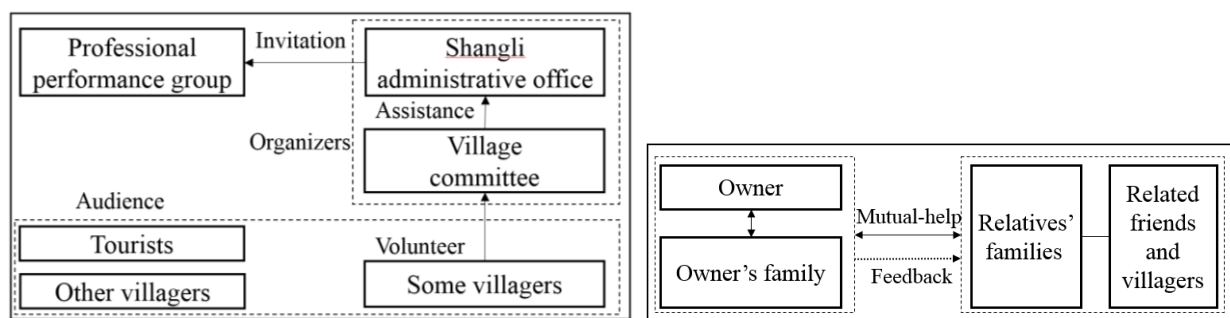 Professional
performance group
Invitation
Shangli
administrative office
Assistance
Organizers
Village
committee
Audience
Tourists
Volunteer
Other villagers
Some villagers
Owner
Owner's family
Mutual-help
Feedback
Relatives'
families
Related
friends
and
villagers